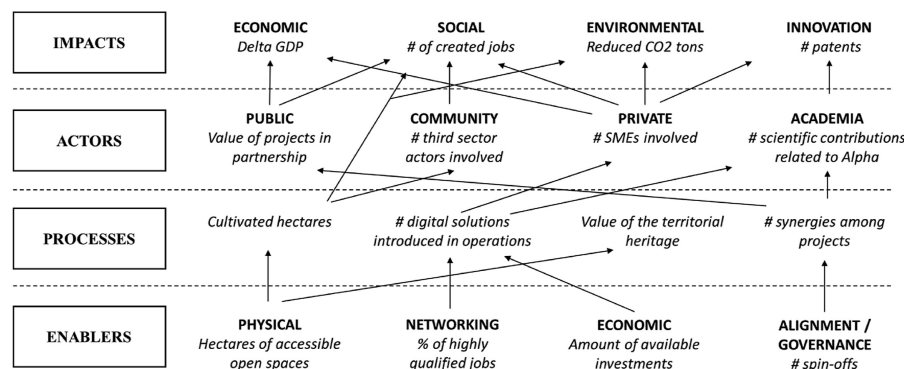 IMPACTS
ECONOMIC
Delta GDP
SOCIAL
# of created jobs
ENVIRONMENTAL
Reduced CO2 tons
INNOVATION
# patents
ACTORS
PUBLIC
Value of projects in
partnership
COMMUNITY
# third sector
actors involved
PRIVATE
# SMEs involved
ACADEMIA
# scientific contributions
related to Alpha
PROCESSES
Cultivated hectares
# digital solutions
introduced in operations
Value of the territorial
heritage
# synergies among
projects
ENABLERS
PHYSICAL
Hectares of accessible
open spaces
NETWORKING
% of highly
qualified jobs
ECONOMIC
Amount of available
investments
ALIGNMENT /
GOVERNANCE
# spin-offs